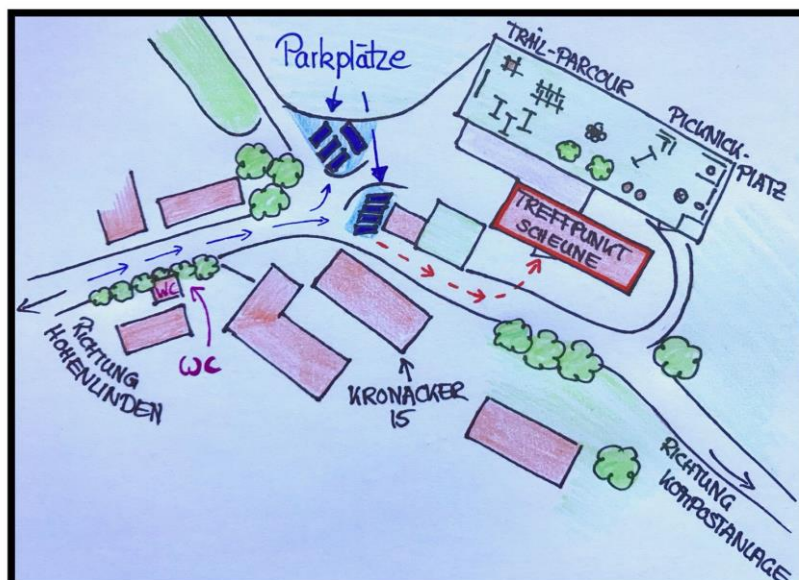 TRAIL-PARCOUR
Parkplätze
PICKNICK-
PLATZ
TREFFPUNKT
SCHEUNE
WC
WC
RICHTUNG
HOHENLINDEN
KRONACKER
15
RICHTUNG
KOMPOSTANLAGE